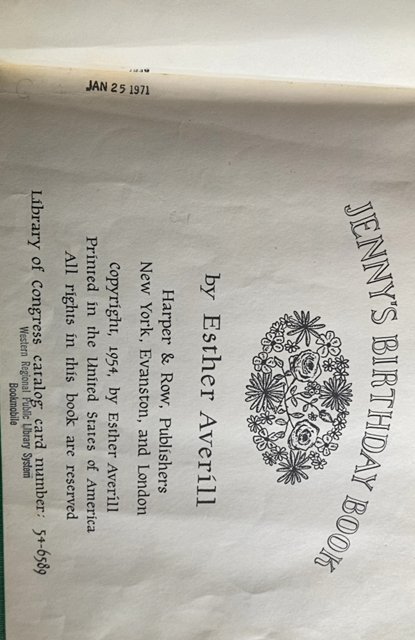 JENNY'S BIRTHDAY BOOK
by Esther Averill
Harper & Row, Publishers
New York, Evanston, and London
Copyright, 1954, by Esther Averill
Printed in the United States of America
All rights in this book are reserved
Library of Congress catalog card number: 54-6589
Western Regional Public Library System
Bookmobile
JAN 25 1971